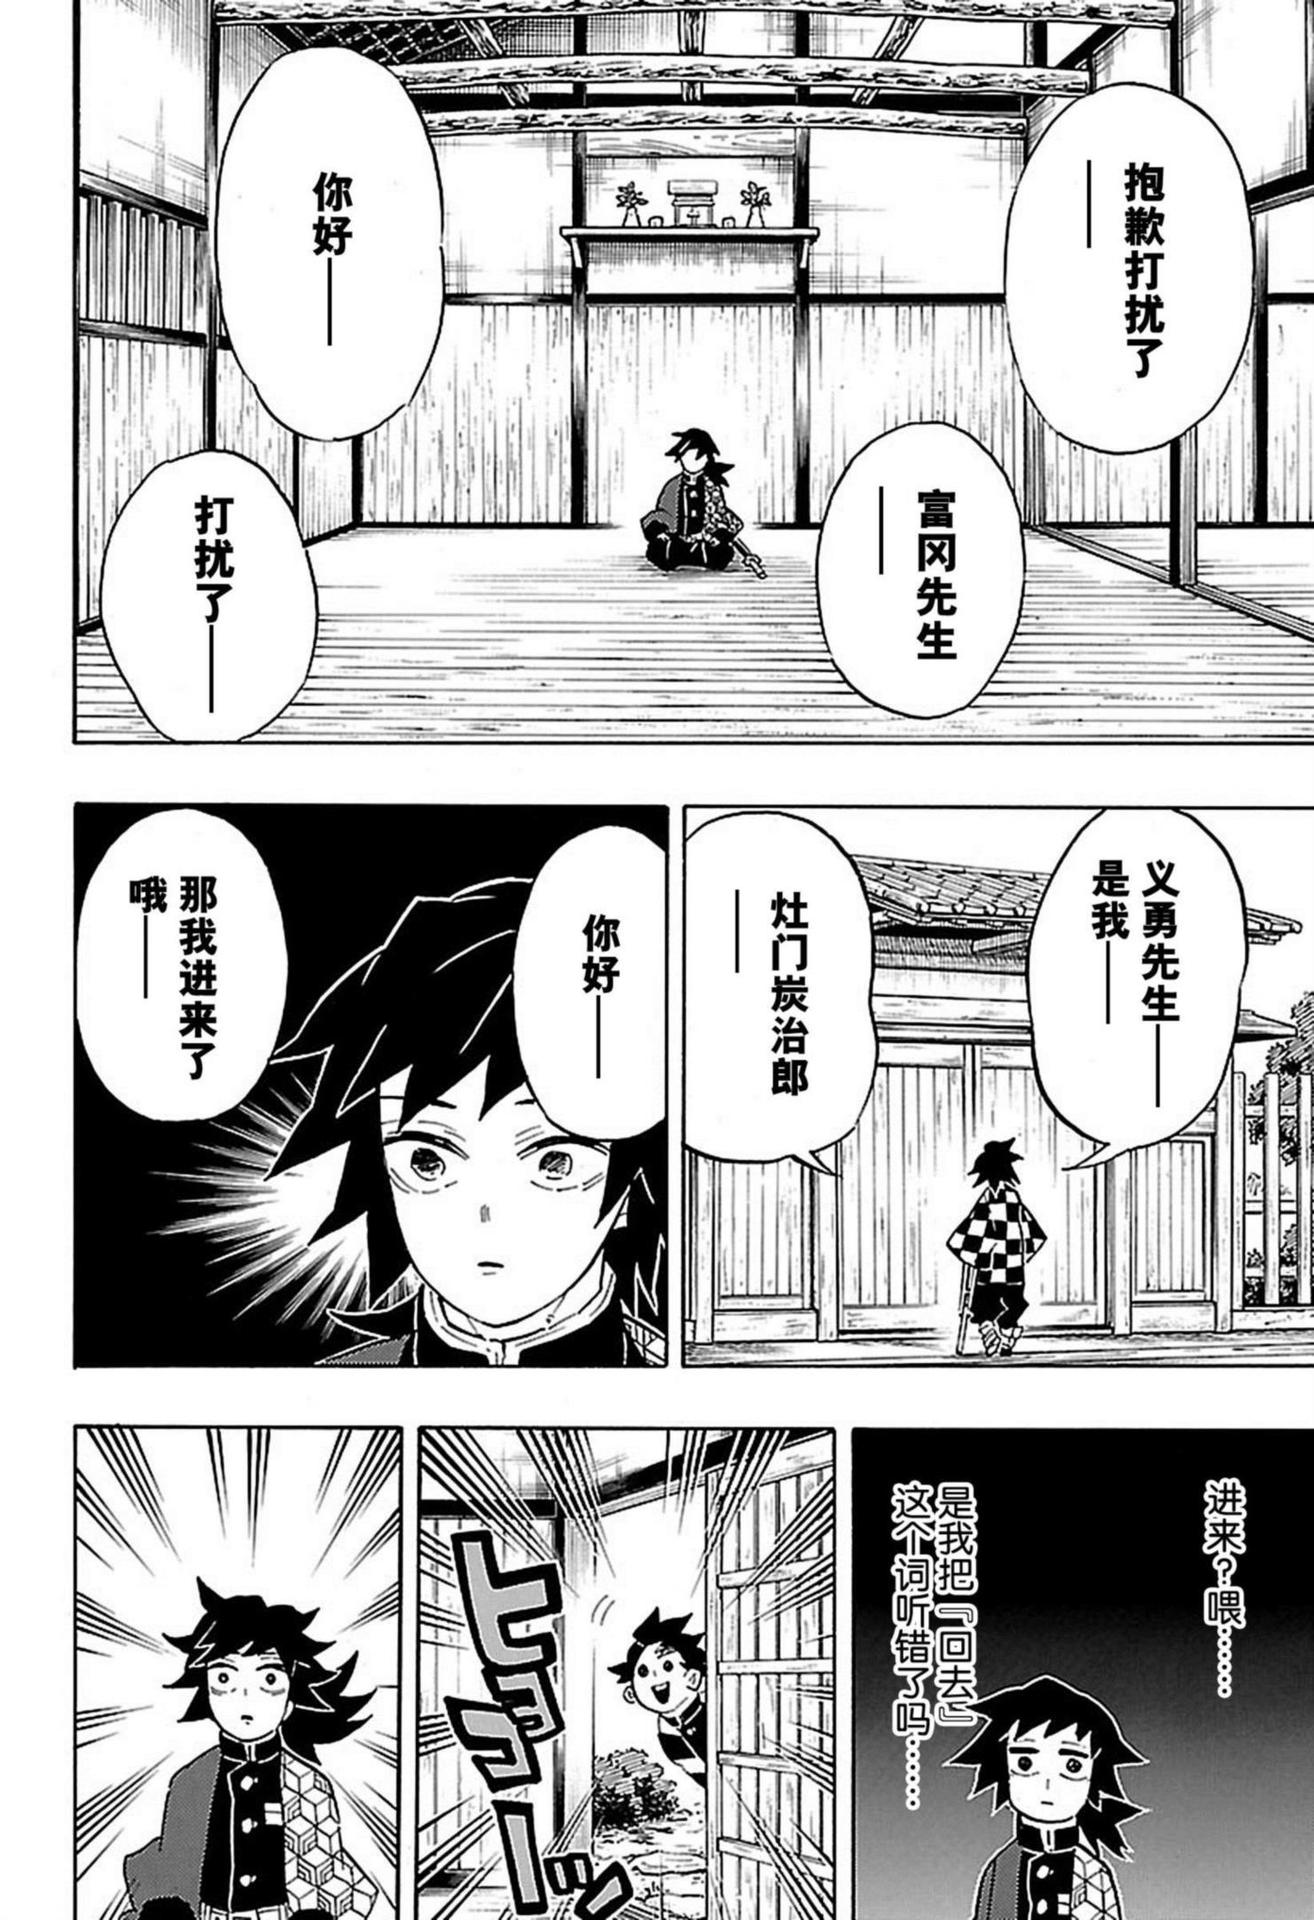 抱歉打扰了
——
富冈先生
——
你好——
打扰了——
义勇先生——
是我——
灶门炭治郎
——
你好——
那我进来了
哦——
进来？喂……
是我把『回去』
这个词听错了吗……
ヒョコーッ